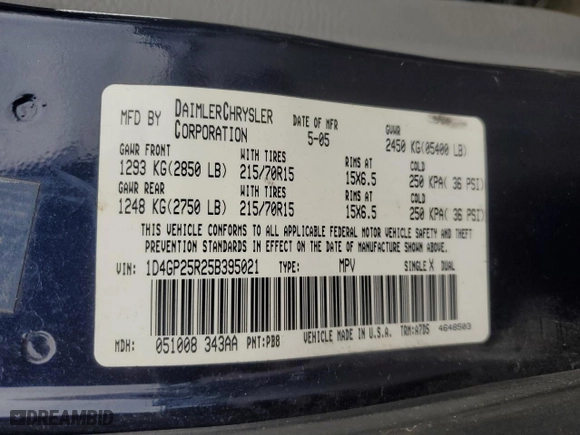 MFD BY DAIMLERCHRYSLER CORPORATION DATE OF MFR 5-05 GVWR 2450 KG(05400 LB)
GAWR FRONT WITH TIRES RIMS AT COLD
1293 KG(2850 LB) 215/70R15 15X6.5 250 KPA( 36 PSI)
GAWR REAR WITH TIRES RIMS AT COLD
1248 KG(2750 LB) 215/70R15 15X6.5 250 KPA( 36 PSI)
THIS VEHICLE CONFORMS TO ALL APPLICABLE FEDERAL MOTOR VEHICLE SAFETY AND THEFT
PREVENTION STANDARDS IN EFFECT ON THE DATE OF MANUFACTURE SHOWN ABOVE.
VIN: 1D4GP25R25B395021 TYPE: MPV SINGLE X DUAL
MDH: 051008 343AA PNT:PB8 VEHICLE MADE IN U.S.A. TRM:A7D5 4648503
DREAMBID